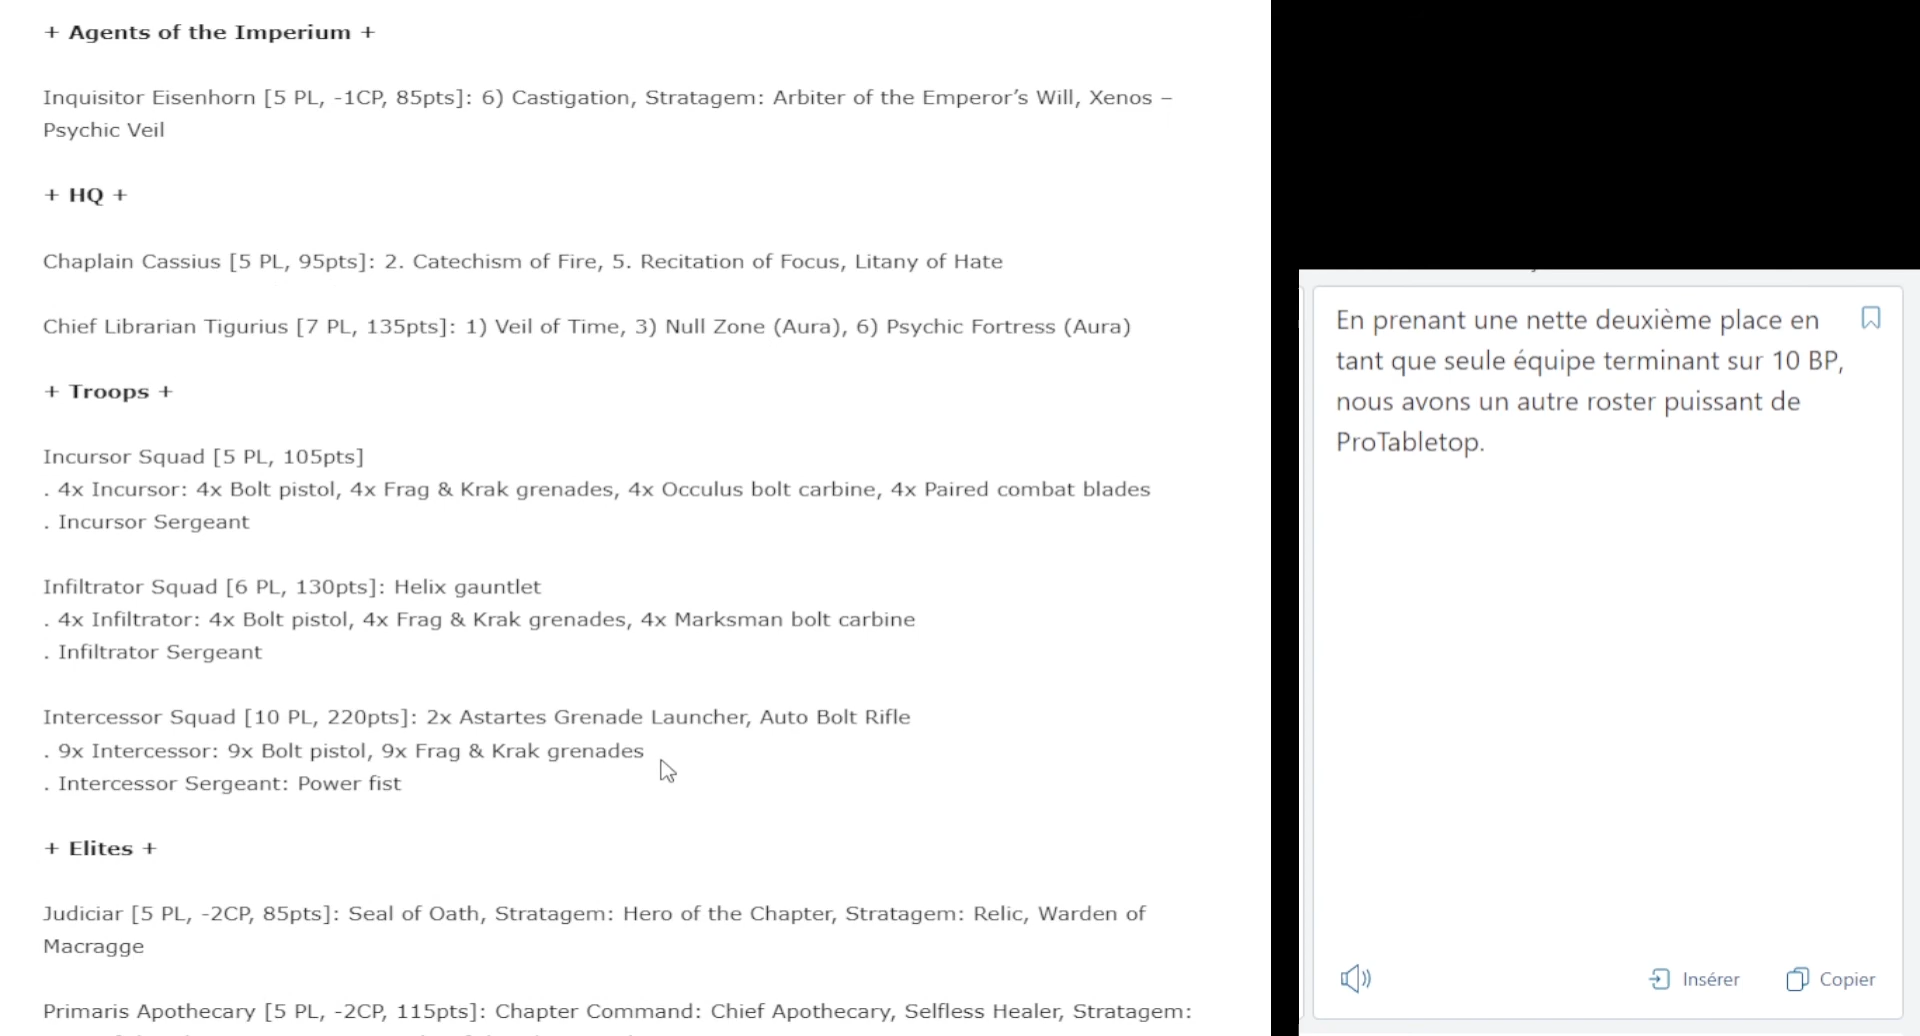 + Agents of the Imperium +
Inquisitor Eisenhorn [5 PL, -1CP, 85pts]: 6) Castigation, Stratagem: Arbiter of the Emperor’s Will, Xenos –
Psychic Veil
+ HQ +
Chaplain Cassius [5 PL, 95pts]: 2. Catechism of Fire, 5. Recitation of Focus, Litany of Hate
Chief Librarian Tigurius [7 PL, 135pts]: 1) Veil of Time, 3) Null Zone (Aura), 6) Psychic Fortress (Aura)
+ Troops +
Incursor Squad [5 PL, 105pts]
. 4x Incursor: 4x Bolt pistol, 4x Frag & Krak grenades, 4x Occulus bolt carbine, 4x Paired combat blades
. Incursor Sergeant
Infiltrator Squad [6 PL, 130pts]: Helix gauntlet
. 4x Infiltrator: 4x Bolt pistol, 4x Frag & Krak grenades, 4x Marksman bolt carbine
. Infiltrator Sergeant
Intercessor Squad [10 PL, 220pts]: 2x Astartes Grenade Launcher, Auto Bolt Rifle
. 9x Intercessor: 9x Bolt pistol, 9x Frag & Krak grenades
. Intercessor Sergeant: Power fist
+ Elites +
Judiciar [5 PL, -2CP, 85pts]: Seal of Oath, Stratagem: Hero of the Chapter, Stratagem: Relic, Warden of
Macragge
Primaris Apothecary [5 PL, -2CP, 115pts]: Chapter Command: Chief Apothecary, Selfless Healer, Stratagem:
En prenant une nette deuxième place en
tant que seule équipe terminant sur 10 BP,
nous avons un autre roster puissant de
ProTabletop.
Insérer
Copier